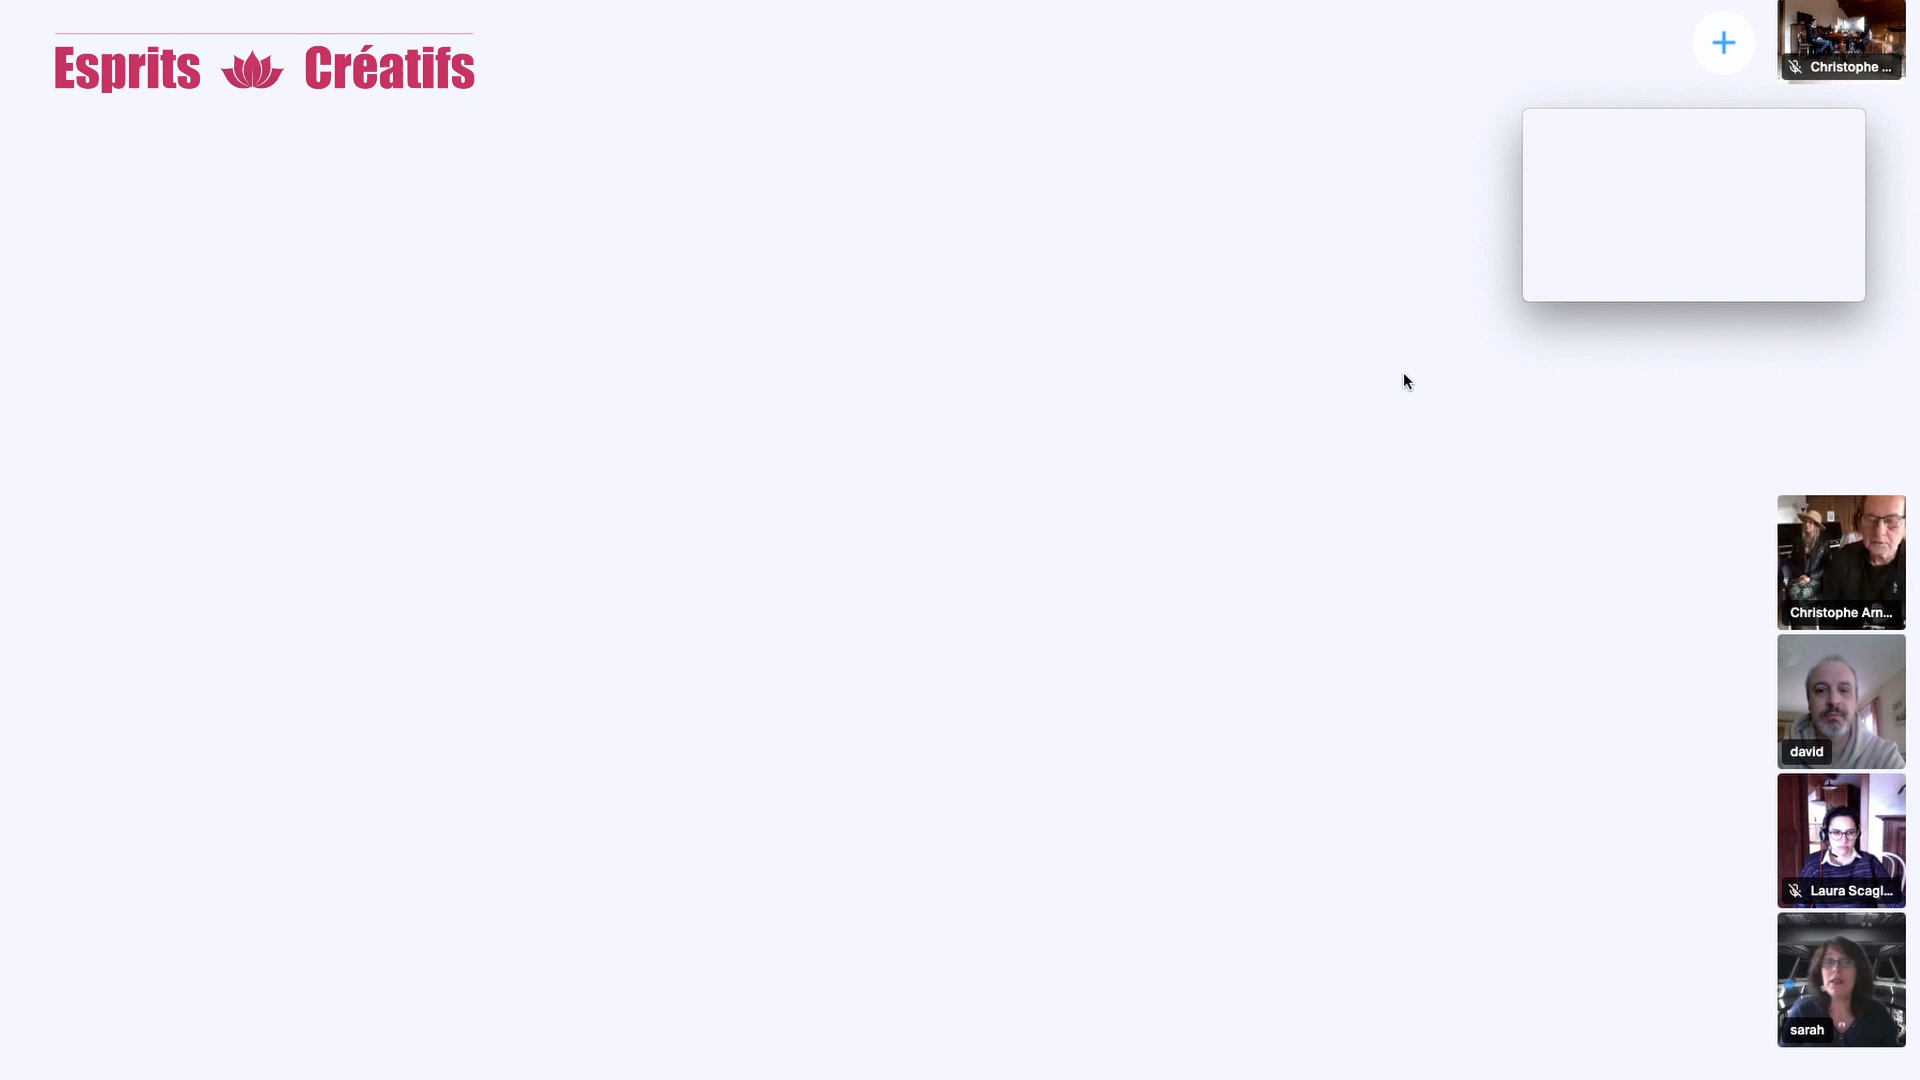 Esprits Créatifs
Christophe ...
Christophe Arn...
david
Laura Scagl...
sarah